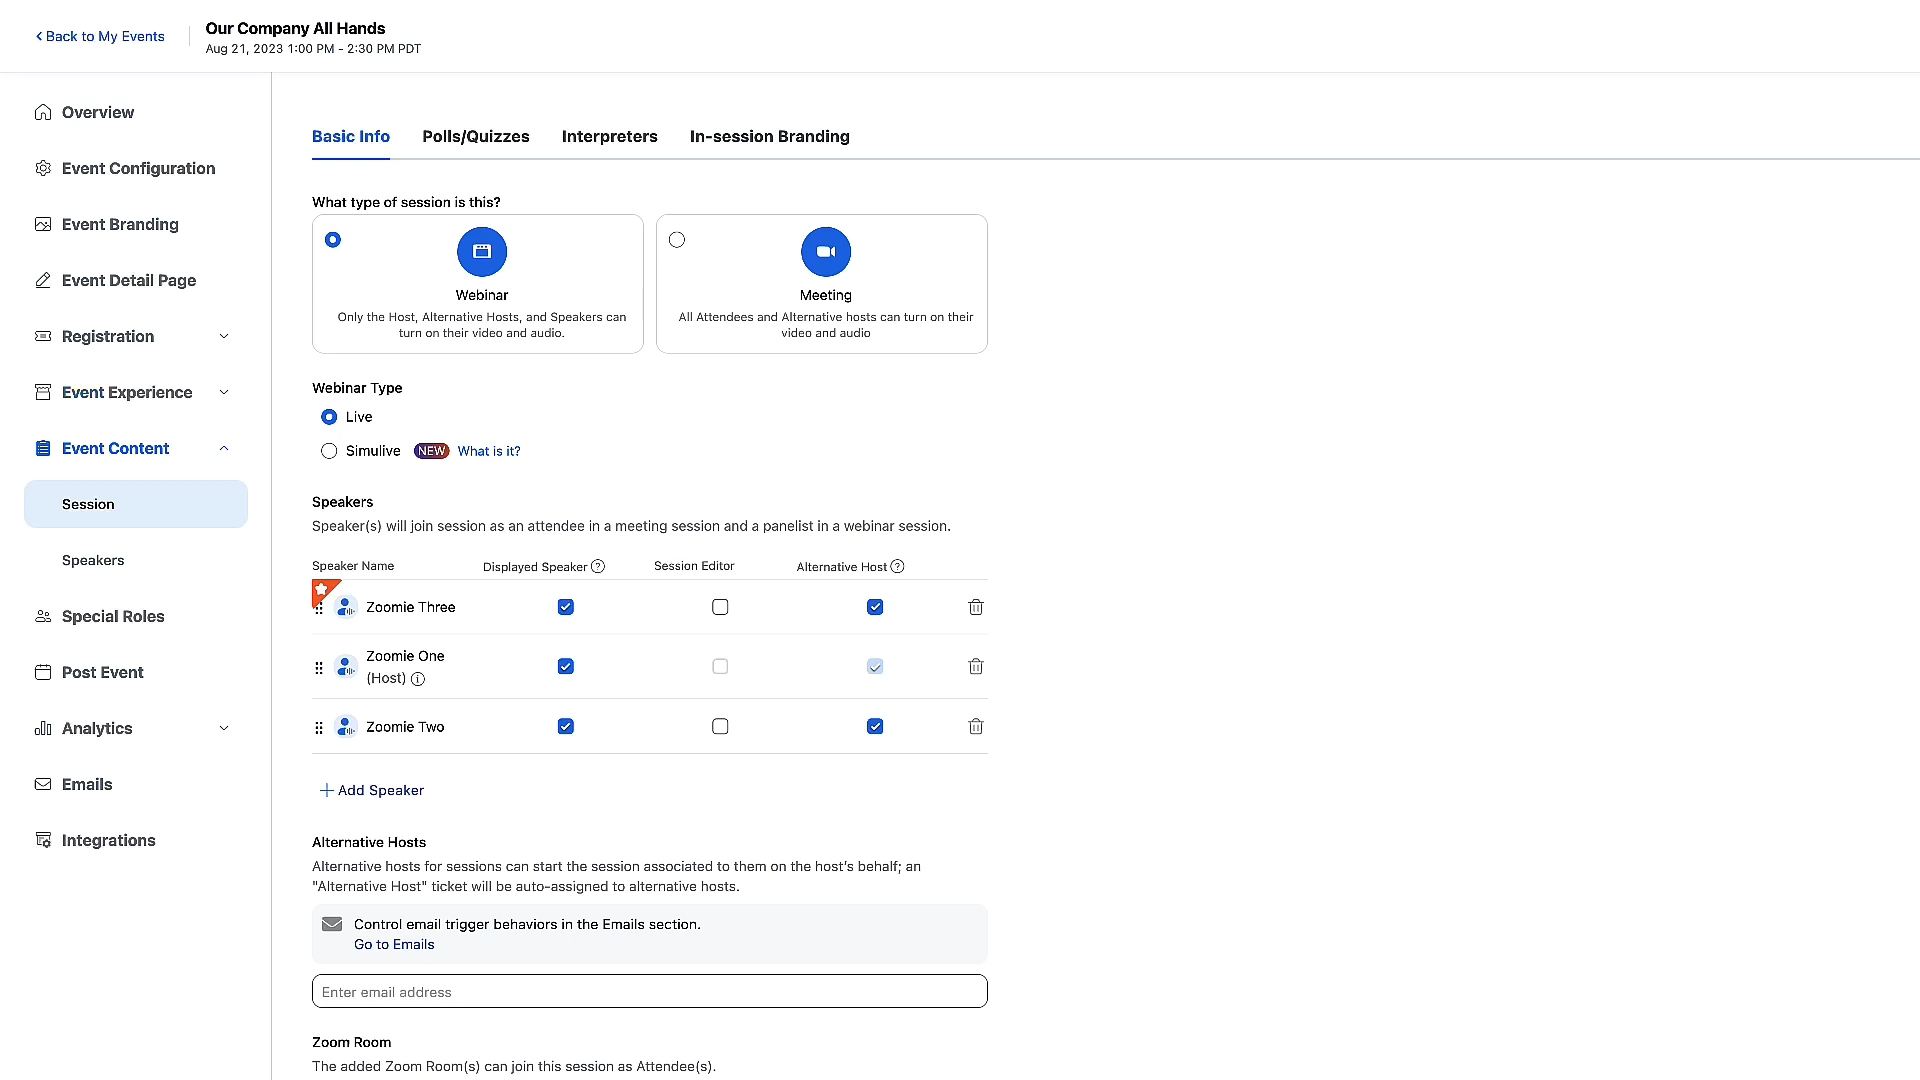 Back to My Events
Our Company All Hands
Aug 21, 2023 1:00 PM - 2:30 PM PDT
Overview
Event Configuration
Event Branding
Event Detail Page
Registration
Event Experience
Event Content
Session
Speakers
Special Roles
Post Event
Analytics
Emails
Integrations
Basic Info Polls/Quizzes Interpreters In-session Branding
What type of session is this?
Webinar
Only the Host, Alternative Hosts, and Speakers can
turn on their video and audio.
Meeting
All Attendees and Alternative hosts can turn on their
video and audio
Webinar Type
Live
Simulive NEW What is it?
Speakers
Speaker(s) will join session as an attendee in a meeting session and a panelist in a webinar session.
Speaker Name Displayed Speaker ? Session Editor Alternative Host ?
Zoomie Three
Zoomie One
(Host) i
Zoomie Two
Add Speaker
Alternative Hosts
Alternative hosts for sessions can start the session associated to them on the host's behalf; an
"Alternative Host" ticket will be auto-assigned to alternative hosts.
Control email trigger behaviors in the Emails section.
Go to Emails
Enter email address
Zoom Room
The added Zoom Room(s) can join this session as Attendee(s).